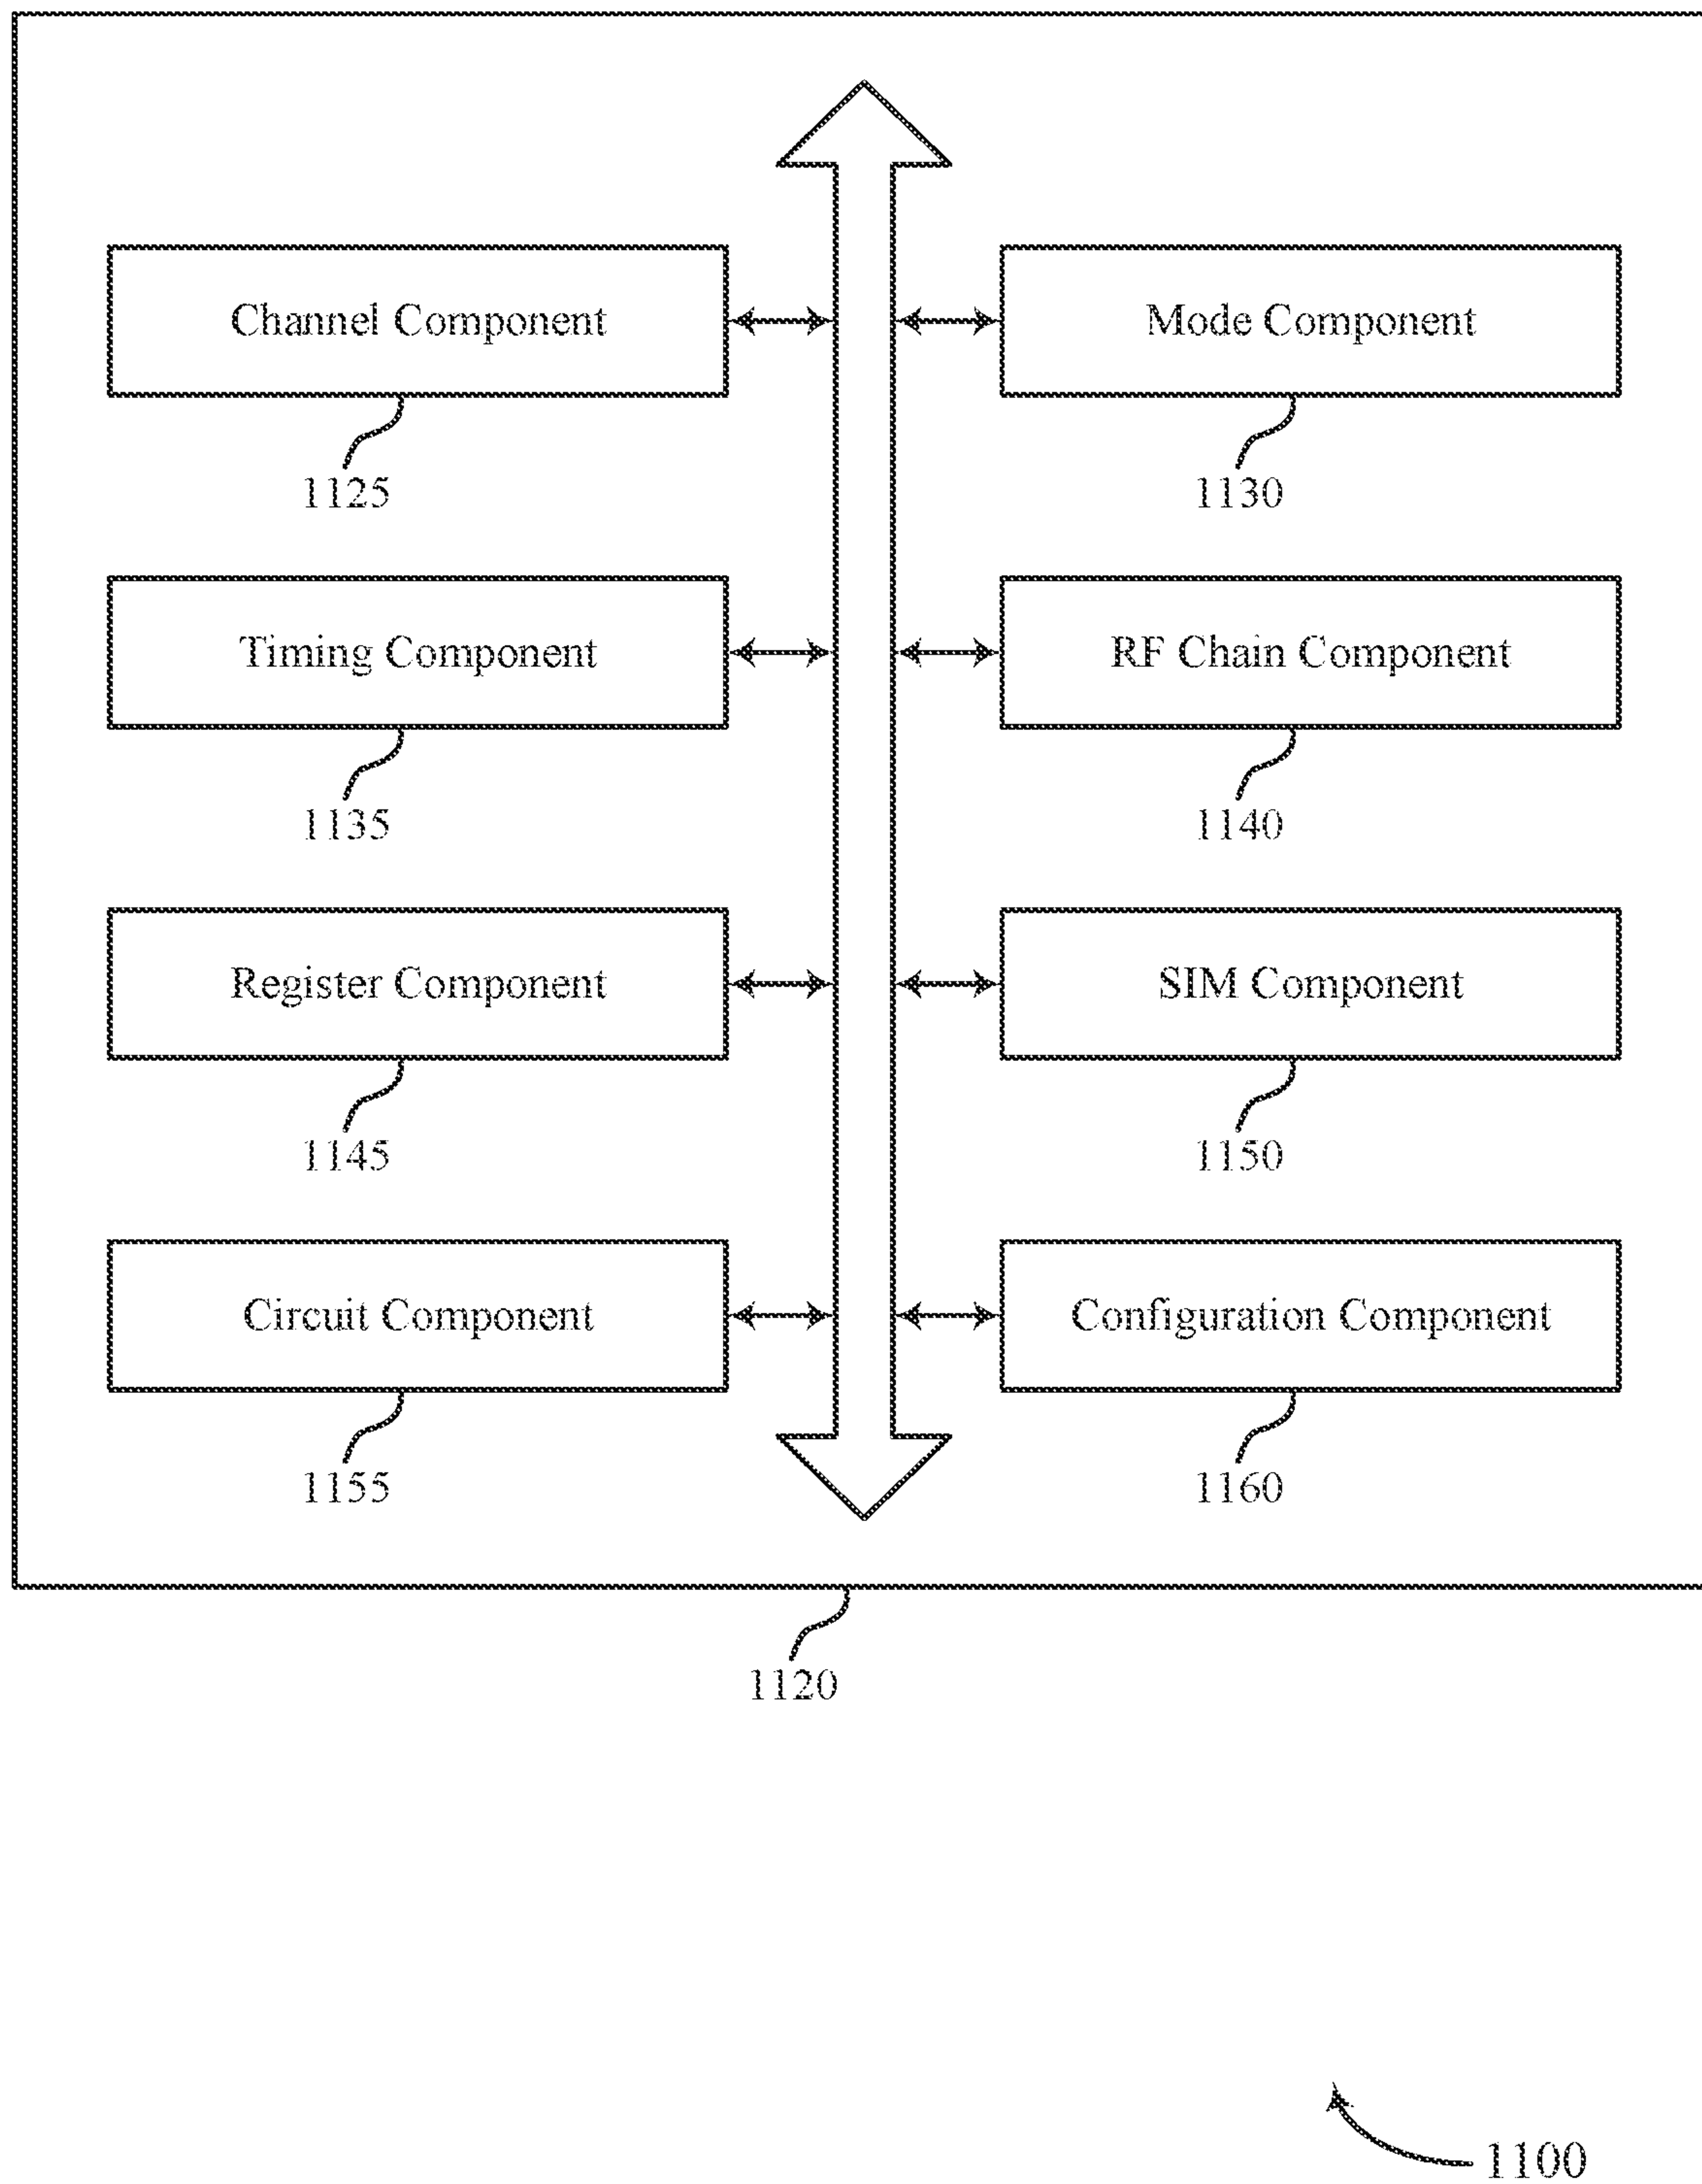 Channel Component
Mode Component
1125
1130
Timing Component
RF Chain Component
1135
1140
Register Component
SIM Component
1145
1150
Circuit Component
Configuration Component
1155
1160
1120
1100